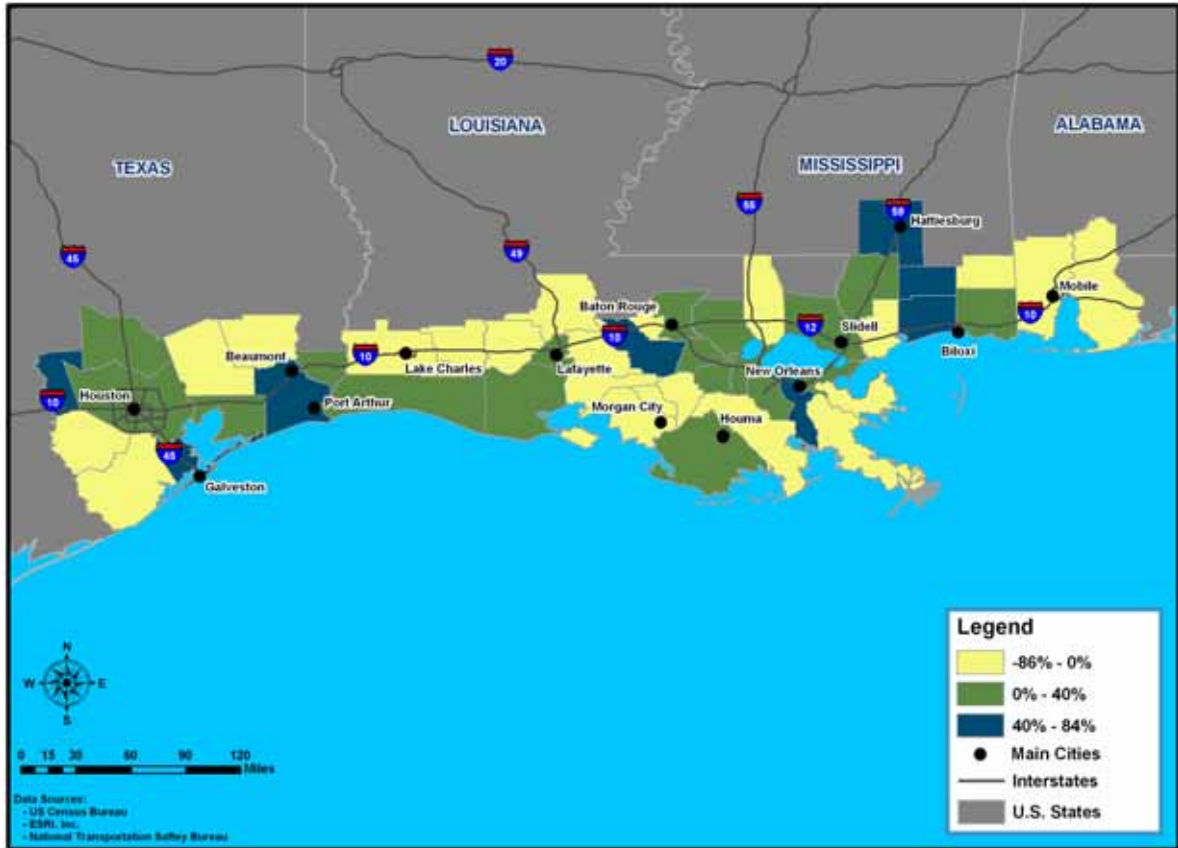 20
LOUISIANA
ALABAMA
TEXAS
MISSISSIPPI
55
59
Hattiesburg
49
45
Mobile
Baton Rouge
10
12
10
Slidell
Beaumont
10
Biloxi
Lake Charles
Lafayette
New Orleans
Houston
10
Port Arthur
Morgan City
Houma
45
Galveston
Legend
-86% - 0%
0% - 40%
40% - 84%
Main Cities
Interstates
U.S. States
N
W E
S
0 15 30 60 90 120
Miles
Data Sources:
- US Census Bureau
- ESRI, Inc.
- National Transportation Saftey Bureau